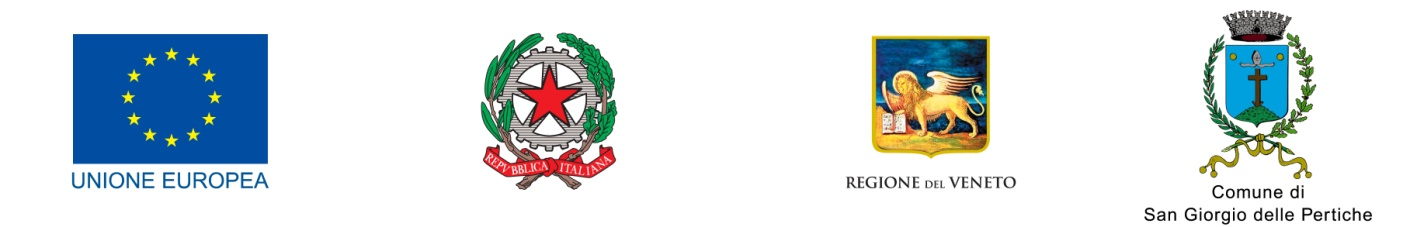 UNIONE EUROPEA
REPVBBLICA ITALIANA
REGIONE DEL VENETO
Comune di
San Giorgio delle Pertiche